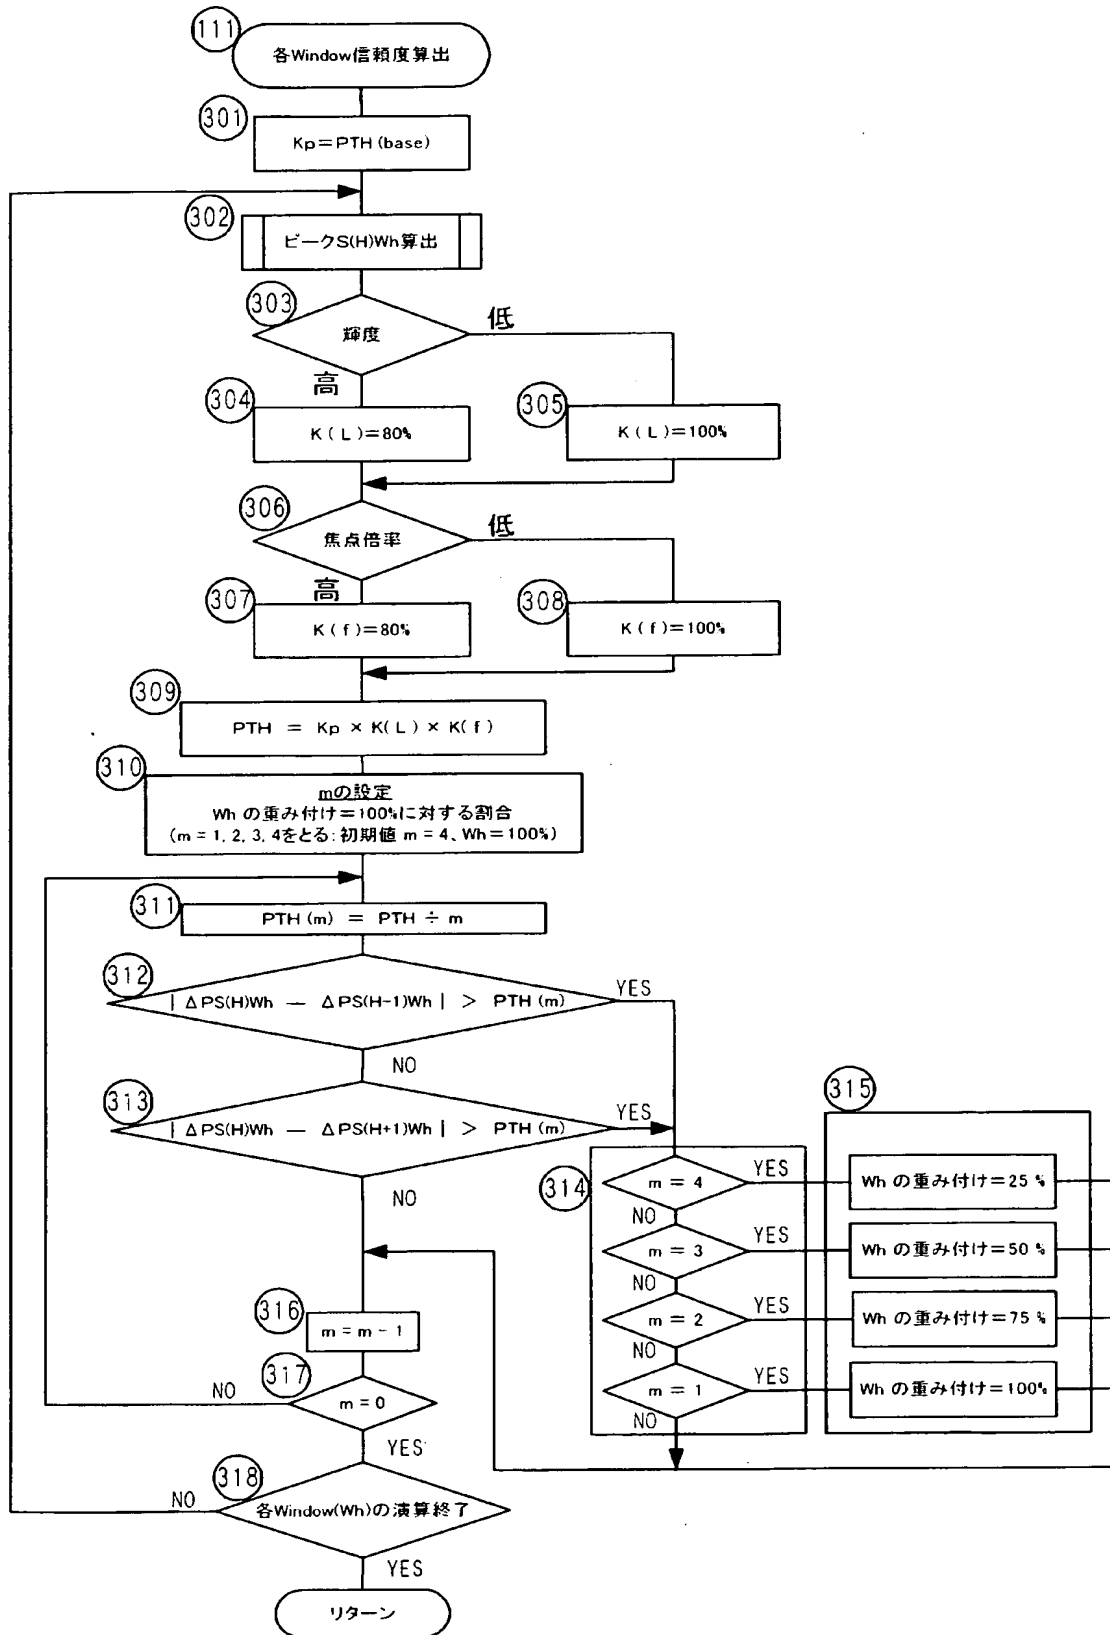 111
各Window信頼度算出
301
Kp=PTH(base)
302
ピークS(H)Wh算出
303
輝度
低
高
304
K(L)=80%
305
K(L)=100%
306
焦点倍率
低
高
307
K(f)=80%
308
K(f)=100%
309
PTH = Kp × K(L) × K(f)
310
mの設定
Wh の重み付け=100%に対する割合
(m = 1, 2, 3, 4をとる:初期値 m = 4、Wh=100%)
311
PTH(m) = PTH ÷ m
312
| ΔPS(H)Wh — ΔPS(H-1)Wh | > PTH(m)
YES
NO
313
| ΔPS(H)Wh — ΔPS(H+1)Wh | > PTH(m)
YES
NO
314
315
m = 4
YES
Wh の重み付け=25 %
NO
m = 3
YES
Wh の重み付け=50 %
NO
m = 2
YES
Wh の重み付け=75 %
NO
m = 1
YES
Wh の重み付け=100%
NO
316
m = m - 1
317
NO
m = 0
YES
318
NO
各Window(Wh)の演算終了
YES
リターン